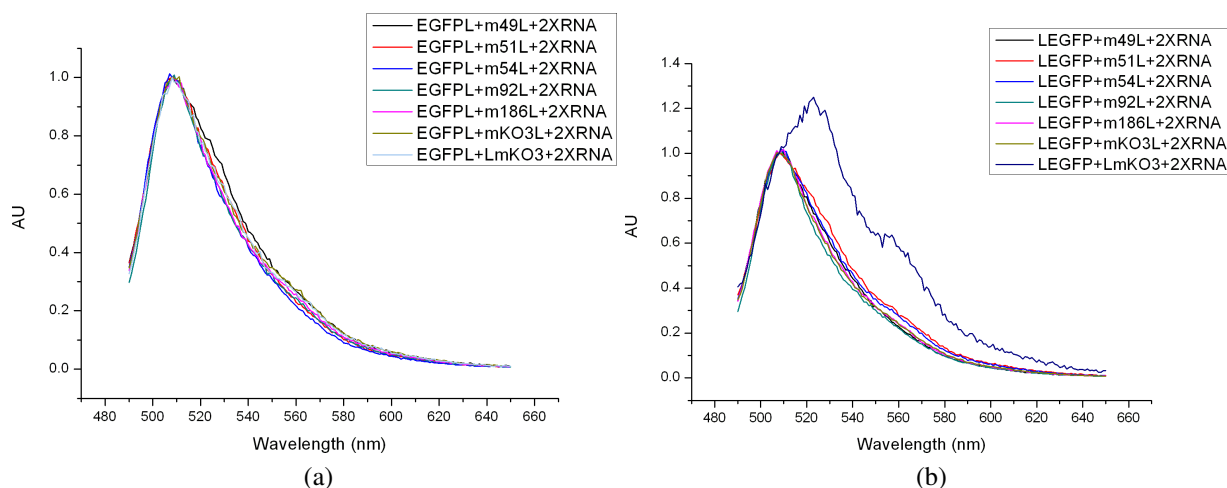 EGFPL+m49L+2XRNA
EGFPL+m51L+2XRNA
EGFPL+m54L+2XRNA
EGFPL+m92L+2XRNA
EGFPL+m186L+2XRNA
EGFPL+mKO3L+2XRNA
EGFPL+LmKO3+2XRNA
1.0
0.8
0.6
0.4
0.2
0.0
AU
480 500 520 540 560 580 600 620 640 660
Wavelength (nm)
(a)
LEGFP+m49L+2XRNA
LEGFP+m51L+2XRNA
LEGFP+m54L+2XRNA
LEGFP+m92L+2XRNA
LEGFP+m186L+2XRNA
LEGFP+mKO3L+2XRNA
LEGFP+LmKO3+2XRNA
1.4
1.2
1.0
0.8
0.6
0.4
0.2
0.0
AU
480 500 520 540 560 580 600 620 640 660
Wavelength (nm)
(b)